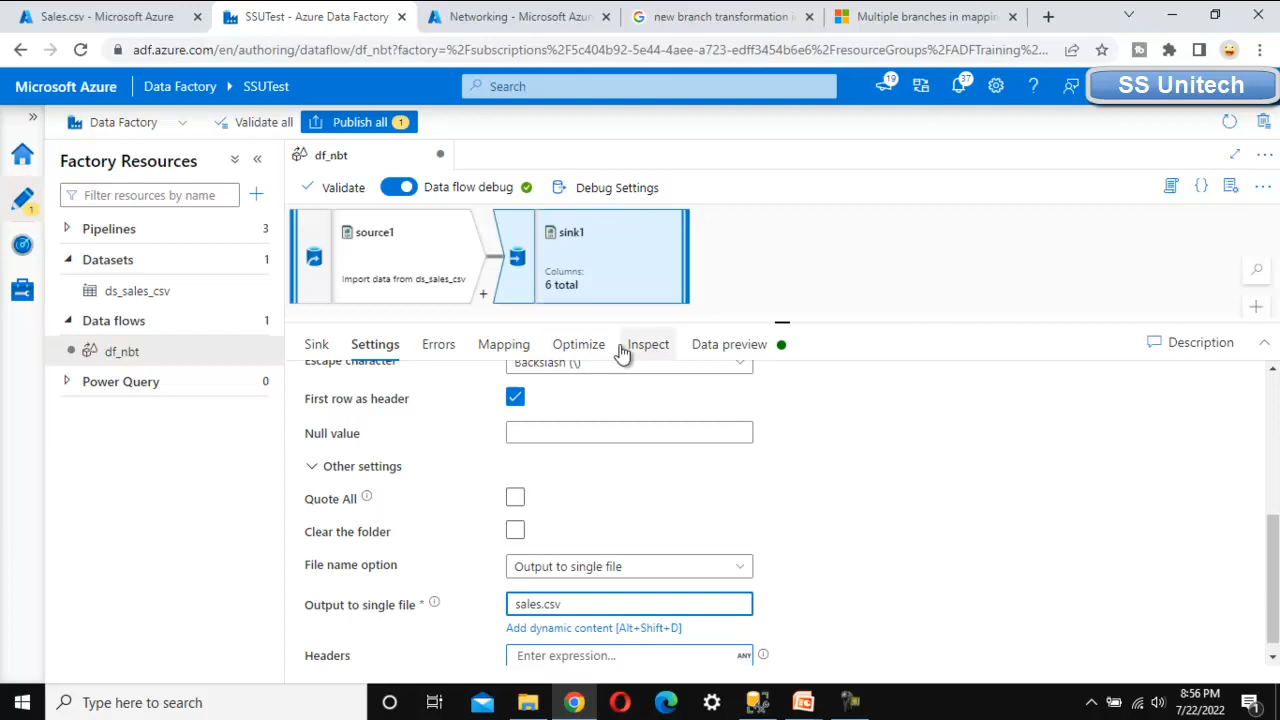 Sales.csv - Microsoft Azure
SSUTest - Azure Data Factory
Networking - Microsoft Azur
new branch transformation in
Multiple branches in mappin
adf.azure.com/en/authoring/dataflow/df_nbt?factory=%2Fsubscriptions%2F5c404b92-5e44-4aee-a723-edff3454b6e6%2FresourceGroups%2FADFTraining%2...
Microsoft Azure
Data Factory
SSUTest
Search
19
37
SS Unitech
Data Factory
Validate all
Publish all
1
Factory Resources
Filter resources by name
Pipelines
3
Datasets
1
ds_sales_csv
Data flows
1
df_nbt
Power Query
0
1
df_nbt
Validate
Data flow debug
Debug Settings
source1
Import data from ds_sales_csv
sink1
Columns:
6 total
Sink
Settings
Errors
Mapping
Optimize
Inspect
Data preview
Description
Escape character
Backslash (\)
First row as header
Null value
Other settings
Quote All
Clear the folder
File name option
Output to single file
Output to single file *
sales.csv
Add dynamic content [Alt+Shift+D]
Headers
Enter expression...
ANY
Type here to search
8:56 PM
7/22/2022
1